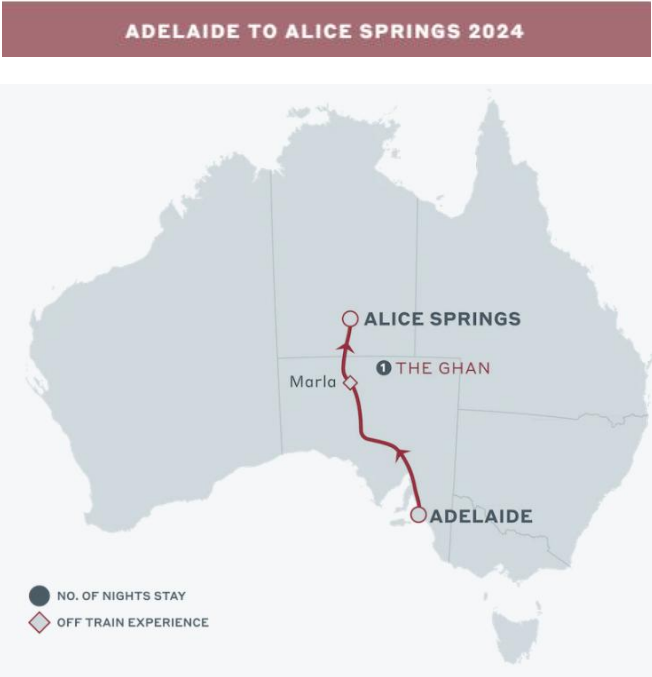 ADELAIDE TO ALICE SPRINGS 2024
ALICE SPRINGS
1 THE GHAN
Marla
ADELAIDE
NO. OF NIGHTS STAY
OFF TRAIN EXPERIENCE